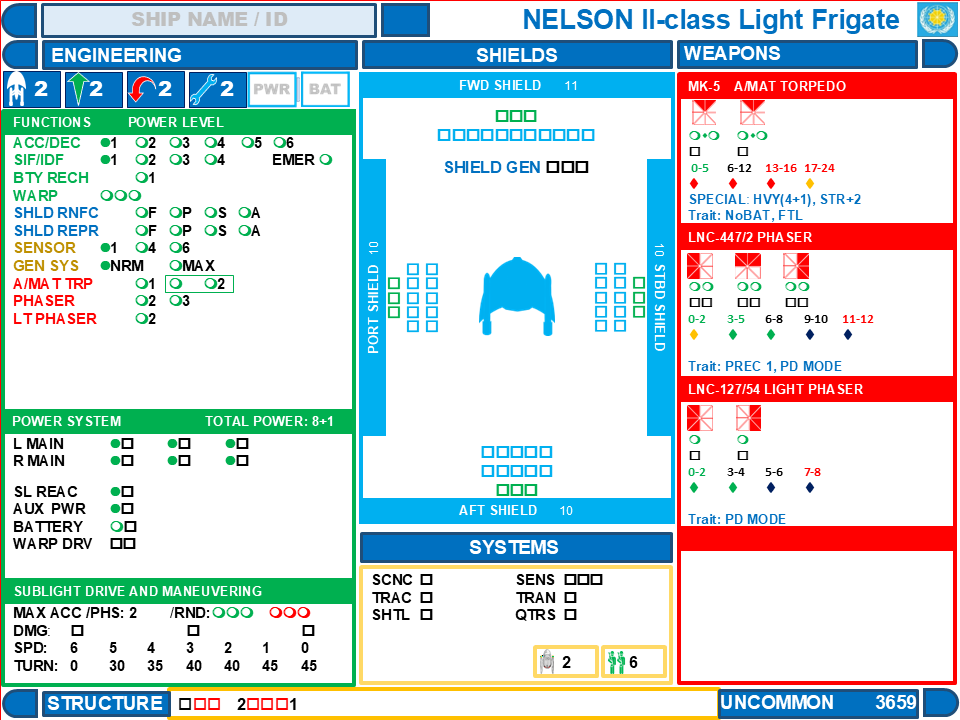 SHIP NAME / ID
NELSON II-class Light Frigate
ENGINEERING
SHIELDS
WEAPONS
2 2 2 2 PWR BAT
FUNCTIONS POWER LEVEL
ACC/DEC 1 2 3 4 5 6
SIF/IDF 1 2 3 4 EMER
BTY RECH 1
WARP
SHLD RNFC F P S A
SHLD REPR F P S A
SENSOR 1 4 6
GEN SYS NRM MAX
A/MAT TRP 1 2
PHASER 2 3
LT PHASER 2
POWER SYSTEM TOTAL POWER: 8+1
L MAIN
R MAIN
SL REAC
AUX PWR
BATTERY
WARP DRV
SUBLIGHT DRIVE AND MANUVERING
MAX ACC /PHS: 2 /RND:
DMG:
SPD: 6 5 4 3 2 1 0
TURN: 0 30 35 40 40 45 45
FWD SHIELD 11
SHIELD GEN
PORT SHIELD 10
10 STBD SHIELD
AFT SHIELD 10
SYSTEMS
SCNC SENS
TRAC TRAN
SHTL QTRS
2 6
MK-5 A/MAT TORPEDO
0-5 6-12 13-16 17-24
SPECIAL: HVY(4+1), STR+2
Trait: NoBAT, FTL
LNC-447/2 PHASER
0-2 3-5 6-8 9-10 11-12
Trait: PREC 1, PD MODE
LNC-127/54 LIGHT PHASER
0-2 3-4 5-6 7-8
Trait: PD MODE
STRUCTURE 2 1
UNCOMMON 3659